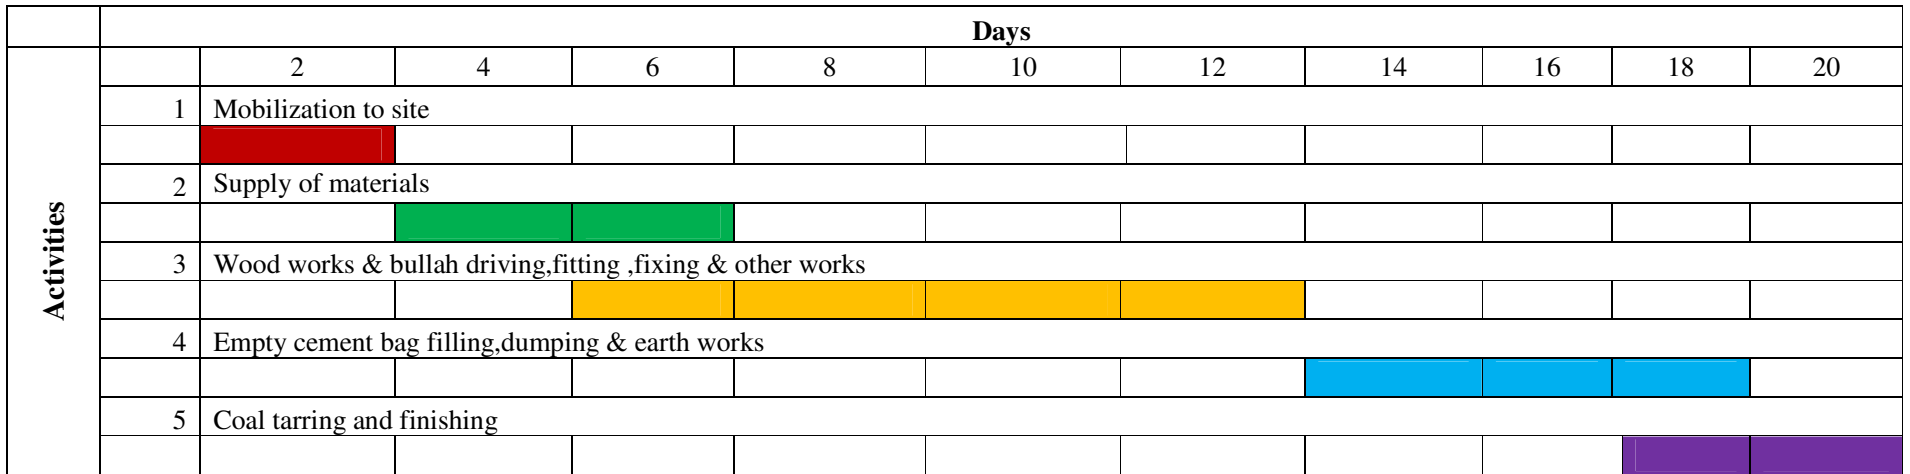 Days
2 4 6 8 10 12 14 16 18 20
Activities
1 Mobilization to site
2 Supply of materials
3 Wood works & bullah driving,fitting ,fixing & other works
4 Empty cement bag filling,dumping & earth works
5 Coal tarring and finishing